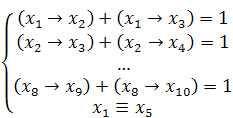 (x₁ → x₂) + (x₁ → x₃) = 1
(x₂ → x₃) + (x₂ → x₄) = 1
...
(x₈ → x₉) + (x₈ → x₁₀) = 1
x₁ ≡ x₅